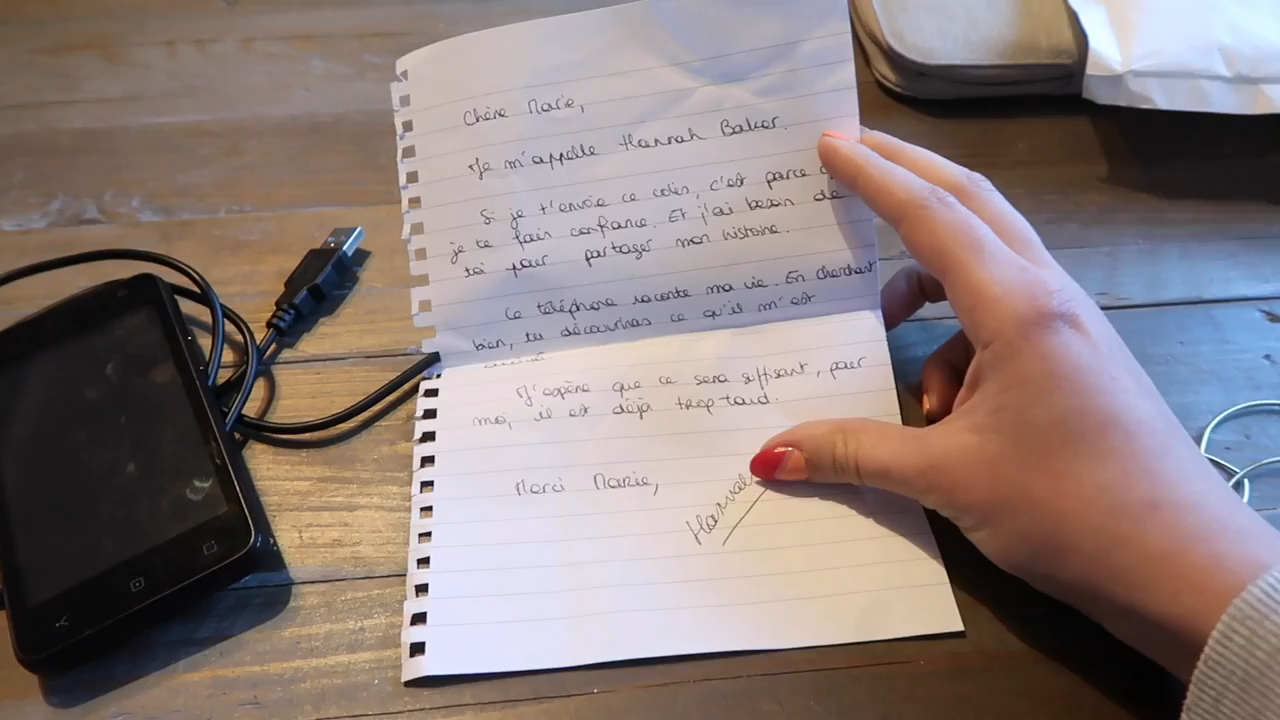 Chère Marie,
Je m'appelle Hannah Baker.
Si je t'envoie ce colis, c'est parce
je te fais confiance. Et j'ai besoin de
toi pour partager mon histoire.
Ce téléphone raconte ma vie. En cherchant
bien, tu découvriras ce qu'il m'est
J'espère que ce sera suffisant, pour
moi, il est déjà trop tard.
Merci Marie,
Hannah